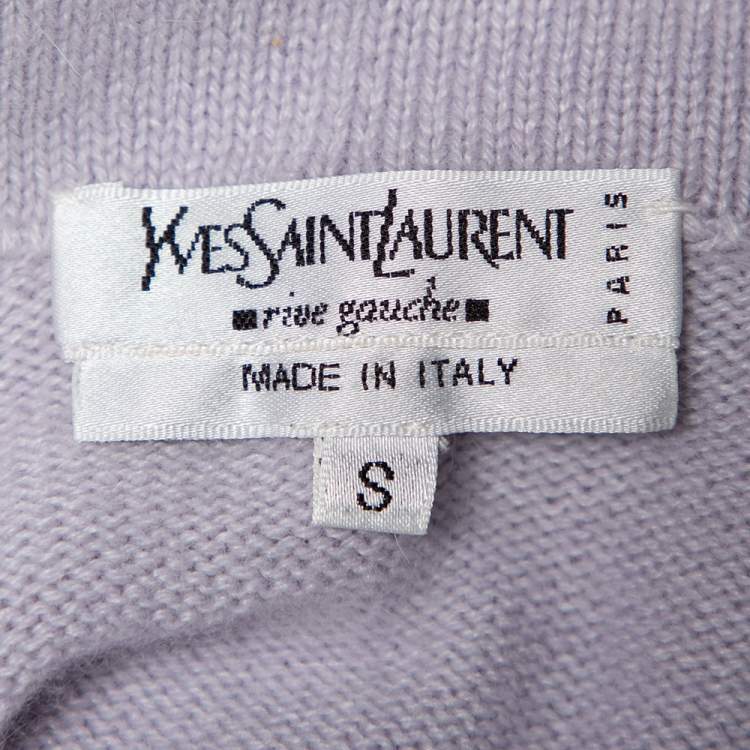 YVESSAINTLAURENT
PARIS
rive gauche
MADE IN ITALY
S